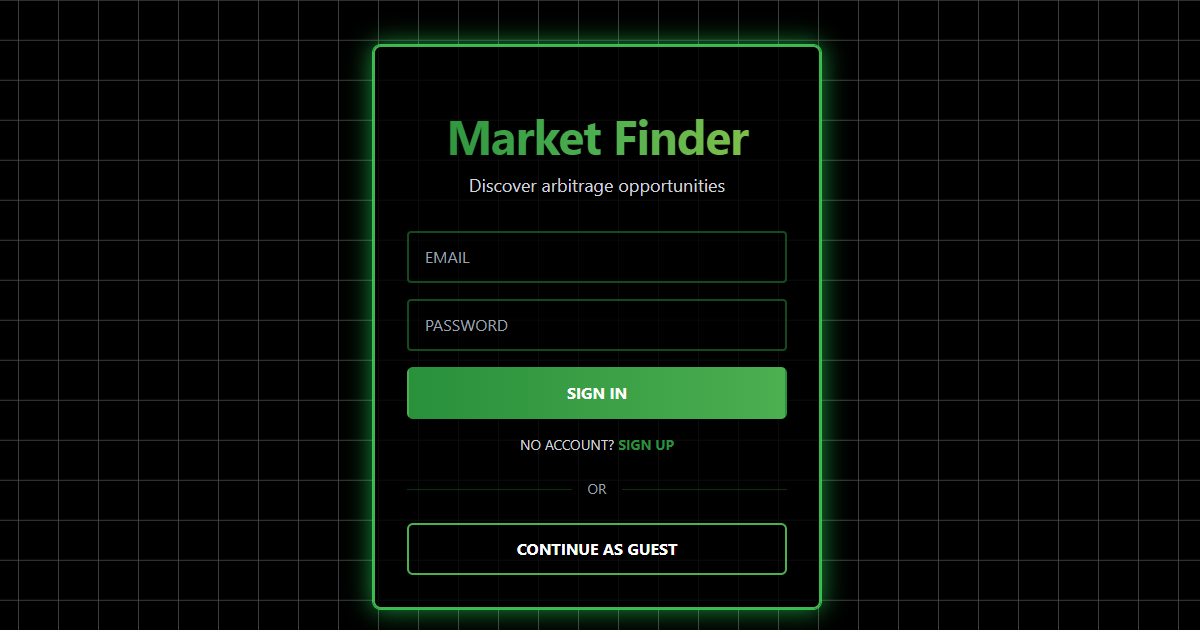 Market Finder
Discover arbitrage opportunities
EMAIL
PASSWORD
SIGN IN
NO ACCOUNT? SIGN UP
OR
CONTINUE AS GUEST